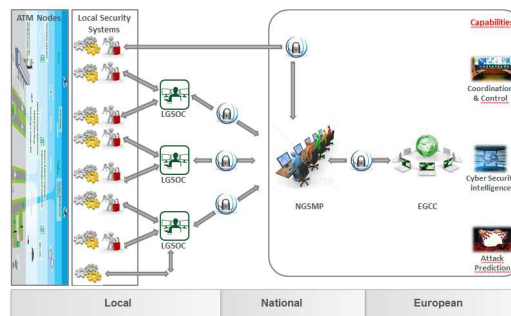 ATM Nodes
Local Security
Systems
Capabilities
LGSOC
LGSOC
LGSOC
NGSMP
EGCC
Coordination
& Control
Cyber Security
intelligence
Attack
Prediction
Local
National
European